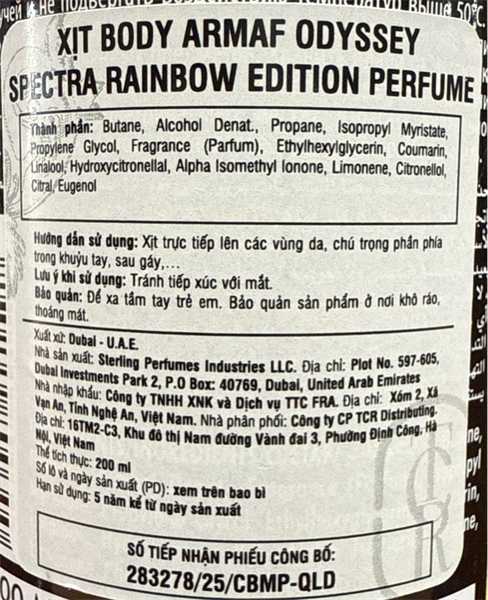 выше 50°C.
XỊT BODY ARMAF ODYSSEY
SPECTRA RAINBOW EDITION PERFUME
Thành phần: Butane, Alcohol Denat., Propane, Isopropyl Myristate,
Propylene Glycol, Fragrance (Parfum), Ethylhexylglycerin, Coumarin,
Linalool, Hydroxycitronellal, Alpha Isomethyl Ionone, Limonene, Citronellol,
Citral, Eugenol
Hướng dẫn sử dụng: Xịt trực tiếp lên các vùng da, chú trọng phần phía
trong khuỷu tay, sau gáy,...
Lưu ý khi sử dụng: Tránh tiếp xúc với mắt.
Bảo quản: Để xa tầm tay trẻ em. Bảo quản sản phẩm ở nơi khô ráo,
thoáng mát.
Xuất xứ: Dubai - U.A.E.
Nhà sản xuất: Sterling Perfumes Industries LLC. Địa chỉ: Plot No. 597-605,
Dubai Investments Park 2, P.O Box: 40769, Dubai, United Arab Emirates
Nhà nhập khẩu: Công ty TNHH XNK và Dịch vụ TTC FRA. Địa chỉ: Xóm 2, Xã
Vạn An, Tỉnh Nghệ An, Việt Nam. Nhà phân phối: Công ty CP TCR Distributing.
Địa chỉ: 16TM2-C3, Khu đô thị Nam đường Vành đai 3, Phường Định Công, Hà
Nội, Việt Nam
Thể tích thực: 200 ml
Số lô và ngày sản xuất (PD): xem trên bao bì
Hạn sử dụng: 5 năm kể từ ngày sản xuất
SỐ TIẾP NHẬN PHIẾU CÔNG BỐ:
283278/25/CBMP-QLD